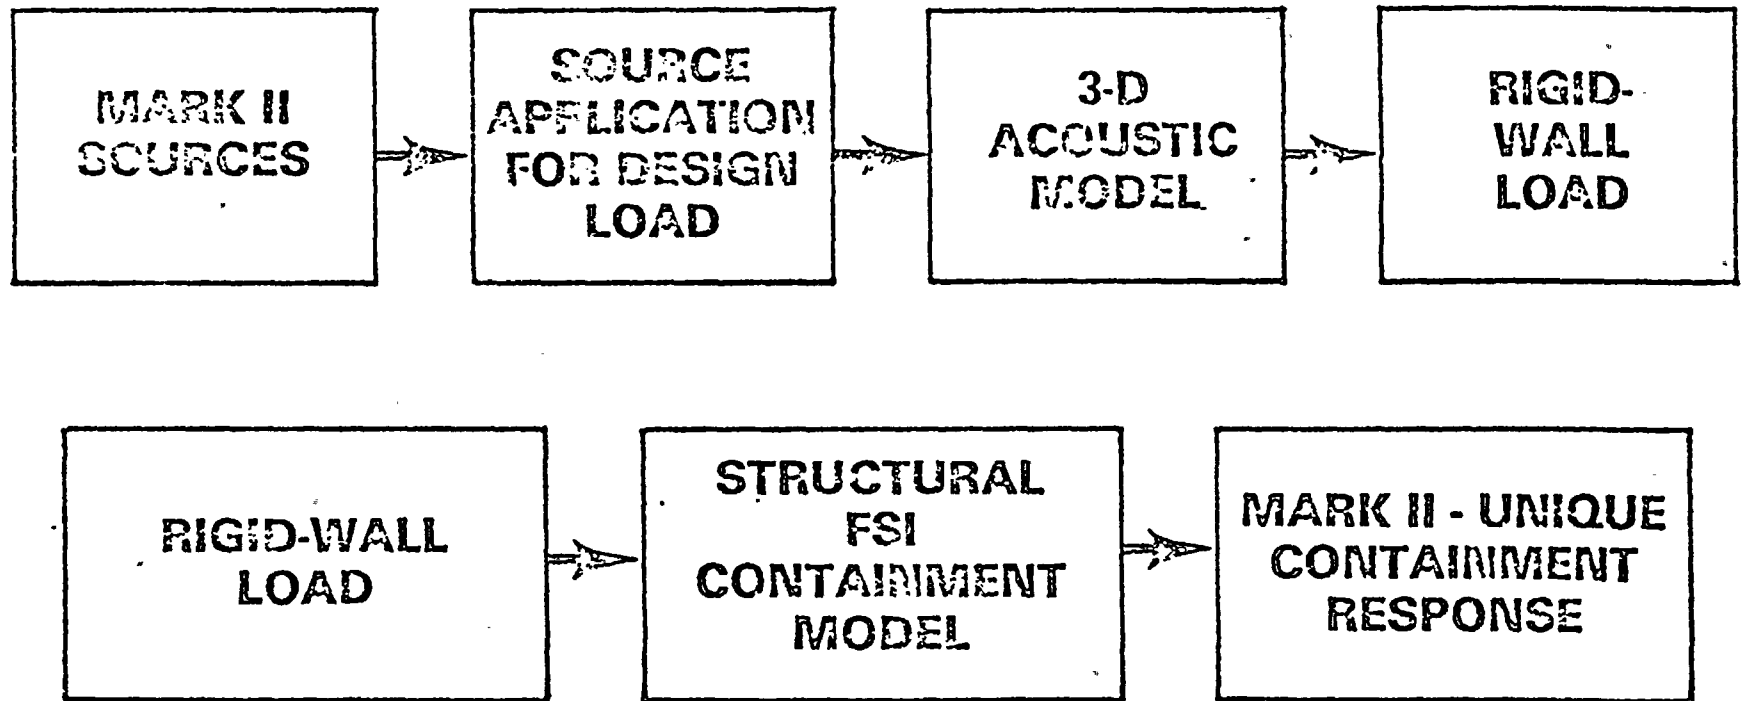 MARK II
SOURCES
SOURCE
APPLICATION
FOR DESIGN
LOAD
3-D
ACOUSTIC
MODEL
RIGID-
WALL
LOAD
RIGID-WALL
LOAD
STRUCTURAL
FSI
CONTAINMENT
MODEL
MARK II - UNIQUE
CONTAINMENT
RESPONSE